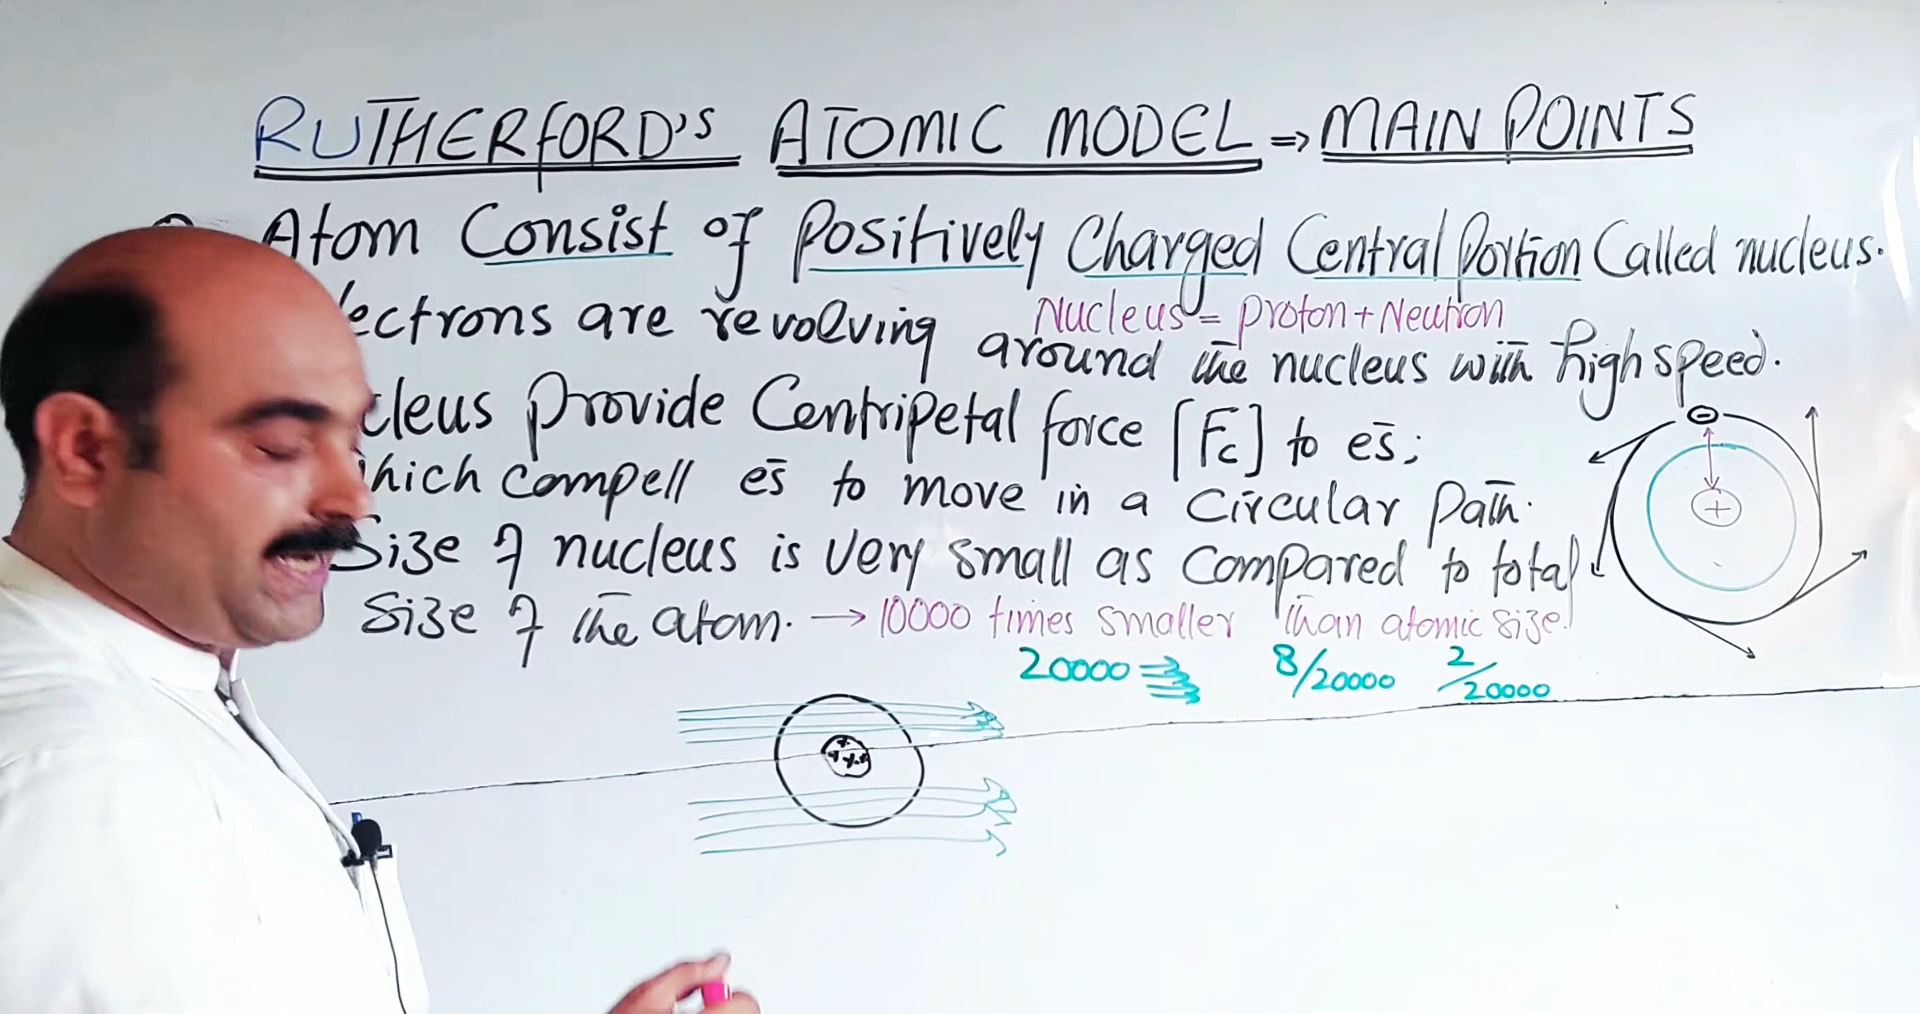 RUTHERFORD'S ATOMIC MODEL ⇒ MAIN POINTS
Atom Consist of Positively Charged Central Portion Called nucleus.
Nucleus = Proton + Neutron
ectrons are revolving around the nucleus with high speed.
cleus Provide Centripetal force [Fc] to ēs;
hich compell ēs to move in a Circular Path.
Size of nucleus is very small as compared to total
Size of the atom. → 10000 times smaller than atomic size.
20000 8/20000 2/20000
−
+